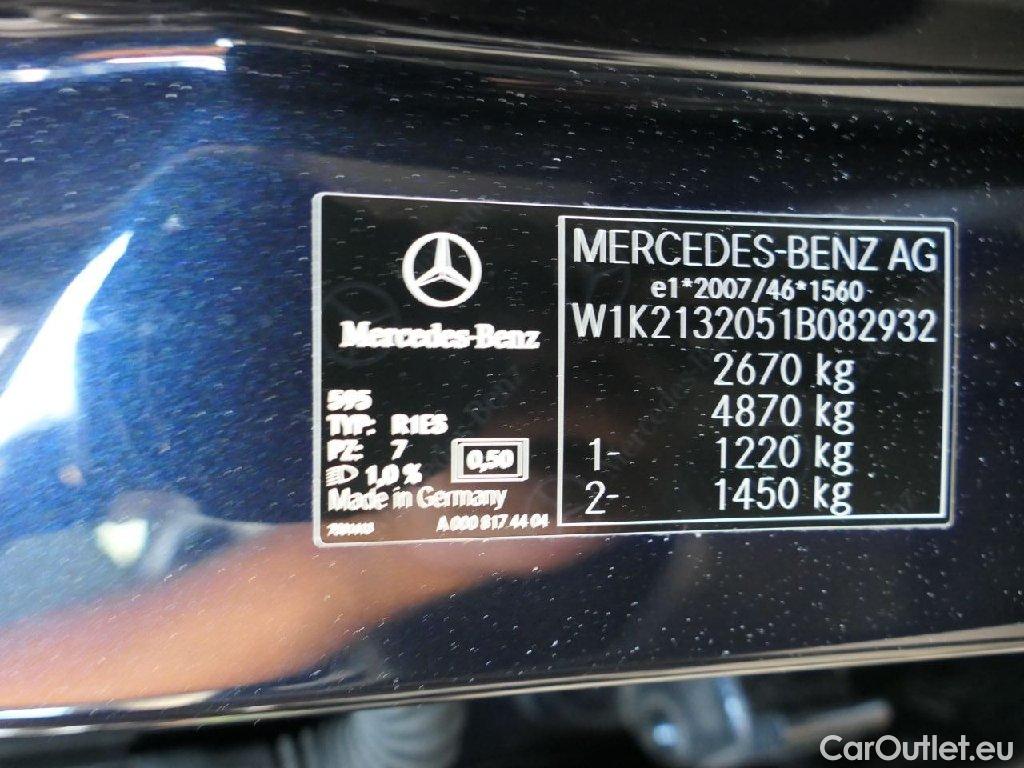 Mercedes-Benz
595
TYP: R1ES
PZ: 7
1,0 %
0,50
Made in Germany
A 000 817 44 04
MERCEDES-BENZ AG
e1*2007/46*1560
W1K2132051B082932
2670 kg
4870 kg
1- 1220 kg
2- 1450 kg
CarOutlet.eu